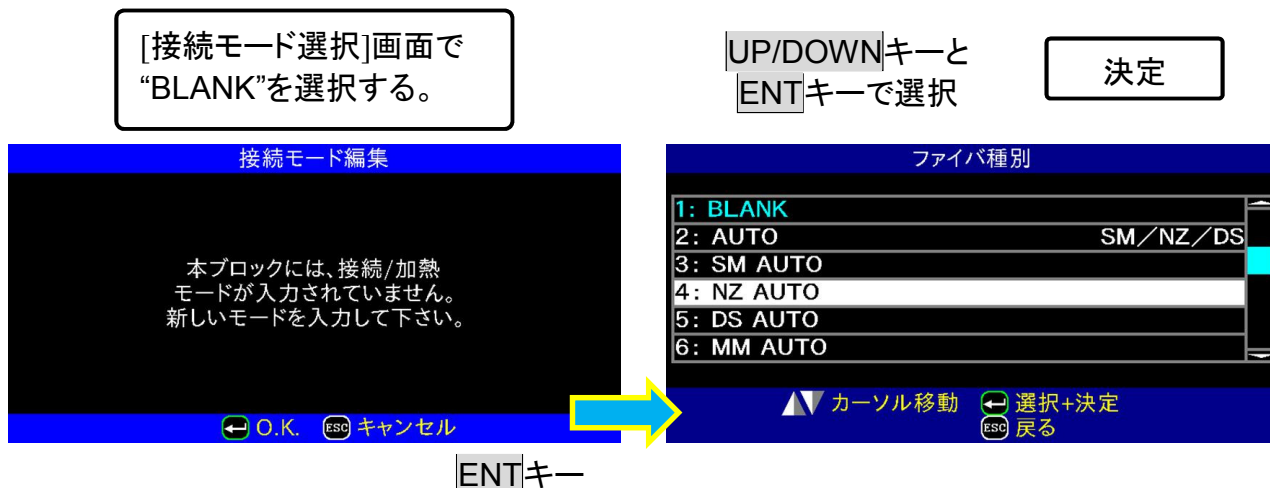 [接続モード選択]画面で
“BLANK”を選択する。
UP/DOWNキーと
ENTキーで選択
決定
接続モード編集
本ブロックには、接続/加熱
モードが入力されていません。
新しいモードを入力して下さい。
O.K. ESC キャンセル
ENTキー
ファイバ種別
1: BLANK
2: AUTO SM/NZ/DS
3: SM AUTO
4: NZ AUTO
5: DS AUTO
6: MM AUTO
カーソル移動 選択+決定
ESC 戻る